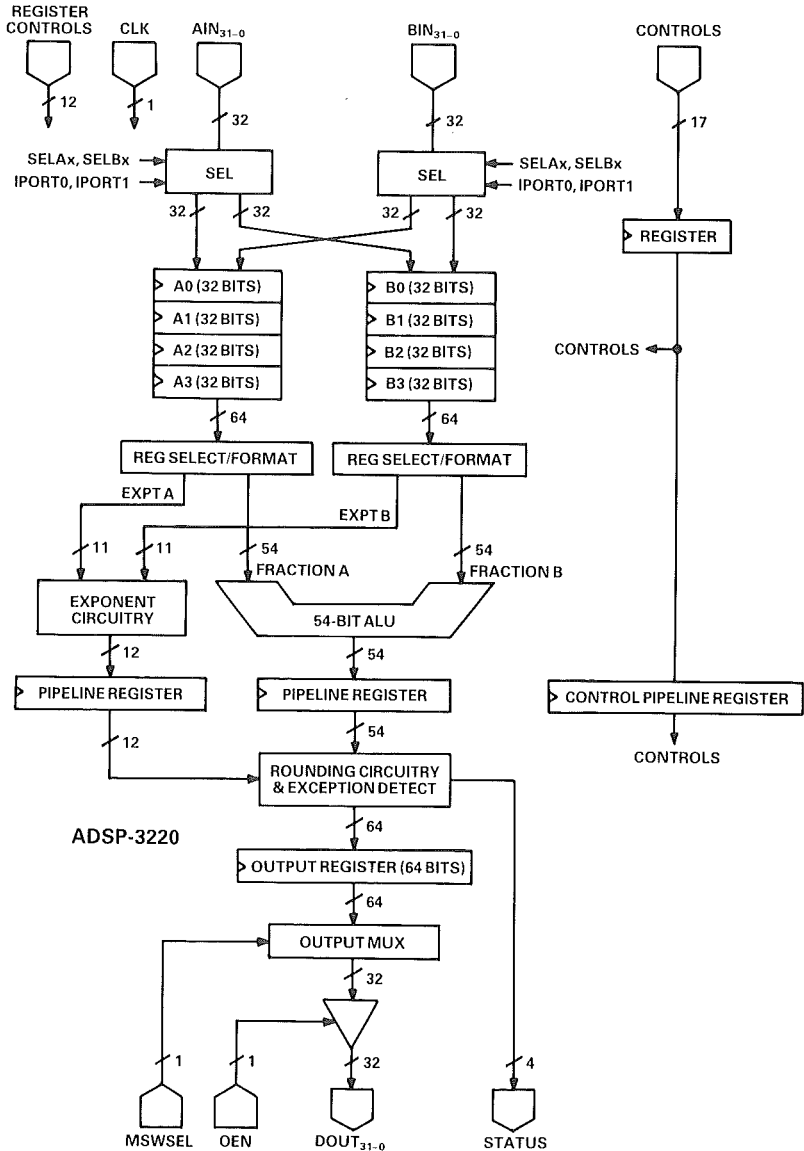 REGISTER
CONTROLS
CLK
AIN31–0
BIN31–0
CONTROLS
12
1
32
32
17
SELAx, SELBx
IPORT0, IPORT1
SEL
SEL
SELAx, SELBx
IPORT0, IPORT1
32
32
32
32
REGISTER
A0 (32 BITS)
A1 (32 BITS)
A2 (32 BITS)
A3 (32 BITS)
B0 (32 BITS)
B1 (32 BITS)
B2 (32 BITS)
B3 (32 BITS)
CONTROLS
64
64
REG SELECT/FORMAT
REG SELECT/FORMAT
EXPT A
EXPT B
11
11
54
FRACTION A
54
FRACTION B
EXPONENT
CIRCUITRY
54-BIT ALU
12
54
PIPELINE REGISTER
PIPELINE REGISTER
CONTROL PIPELINE REGISTER
12
54
CONTROLS
ROUNDING CIRCUITRY
& EXCEPTION DETECT
64
ADSP-3220
OUTPUT REGISTER (64 BITS)
64
OUTPUT MUX
32
1
1
32
4
MSWSEL
OEN
DOUT31–0
STATUS